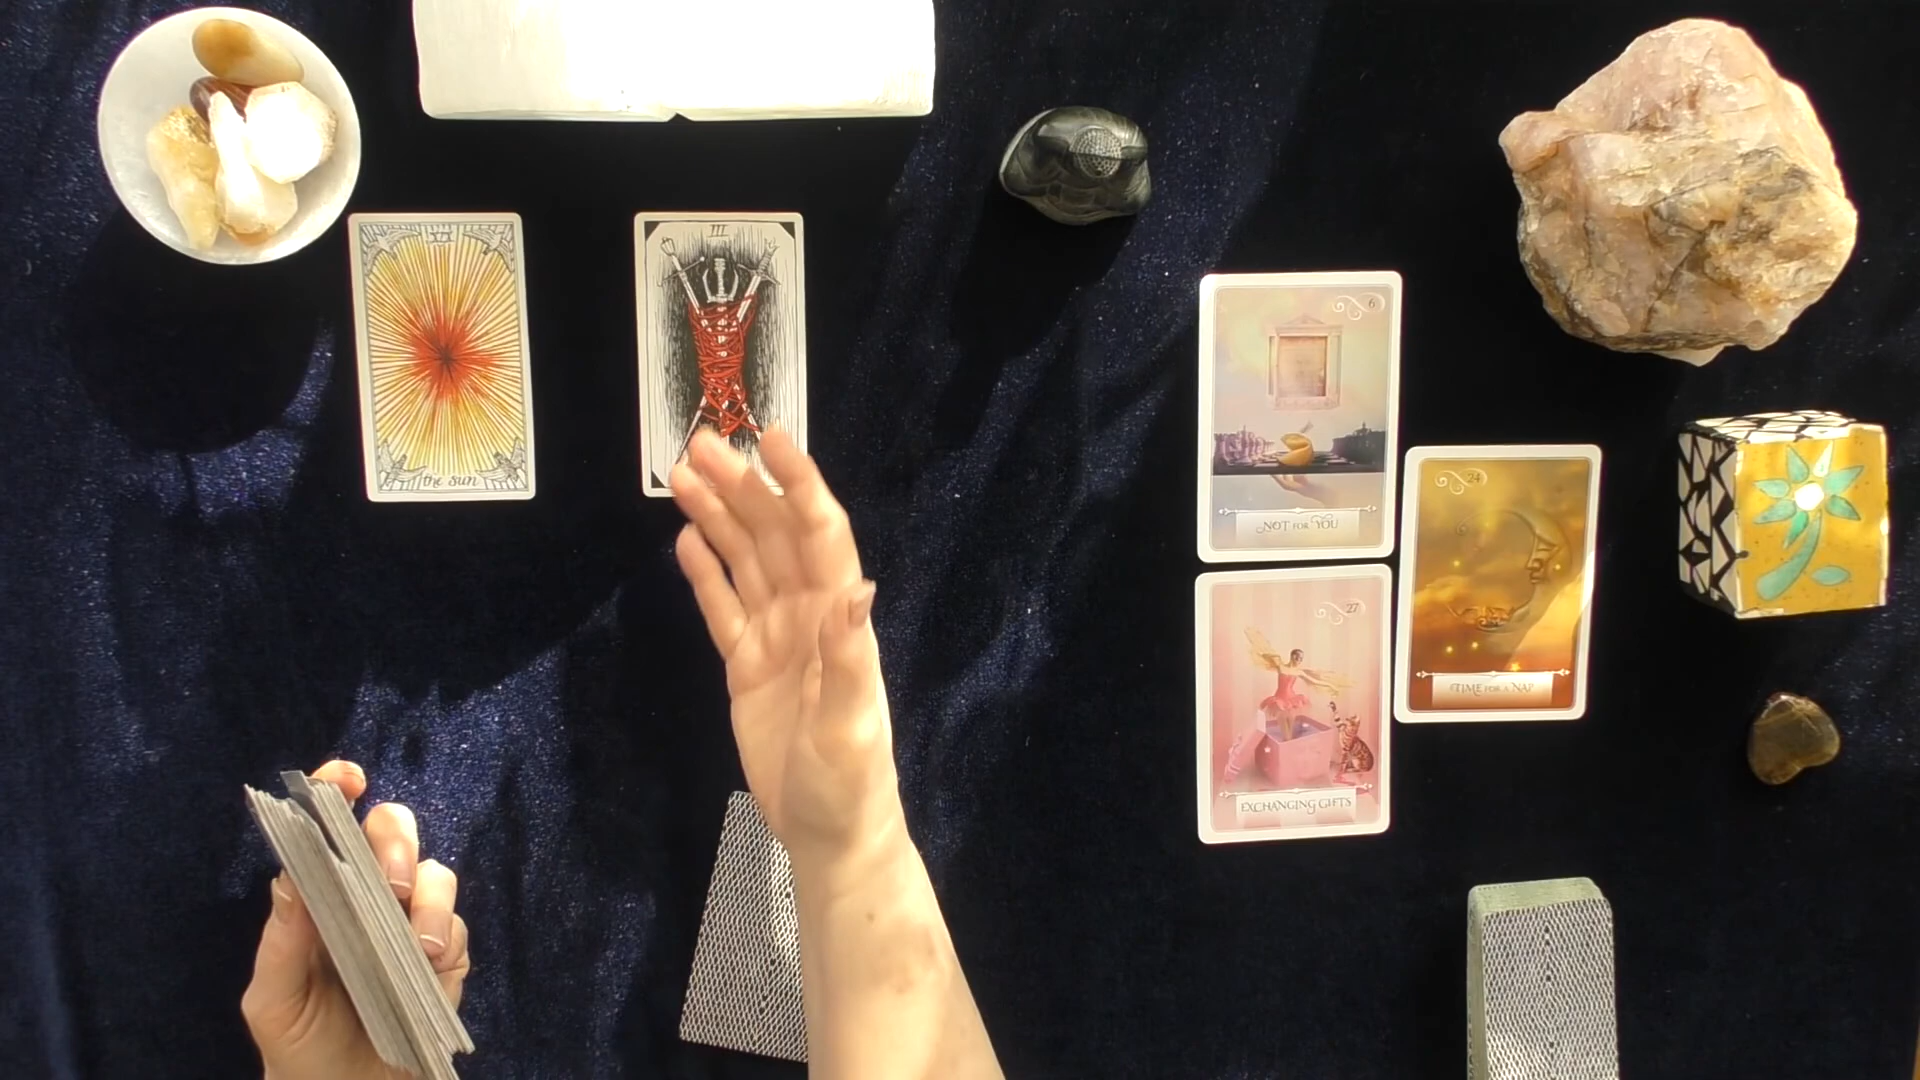 XIX
the sun
III
6
NOT FOR YOU
24
TIME FOR A NAP
27
EXCHANGING GIFTS